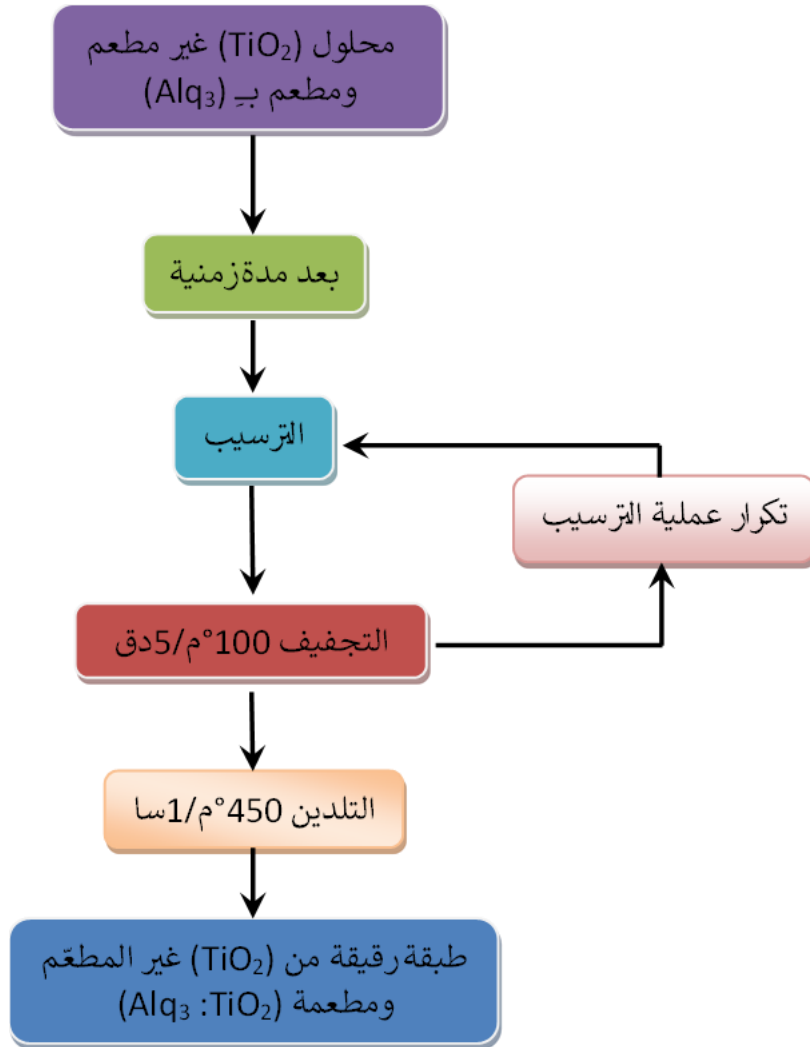 محلول (TiO₂) غير مطعم
ومطعم بـِ (Alq₃)
بعد مدة زمنية
الترسيب
تكرار عملية الترسيب
التجفيف 100°م/5دق
التلدين 450°م/1سا
طبقة رقيقة من (TiO₂) غير المطعّم
ومطعمة (Alq₃ :TiO₂)